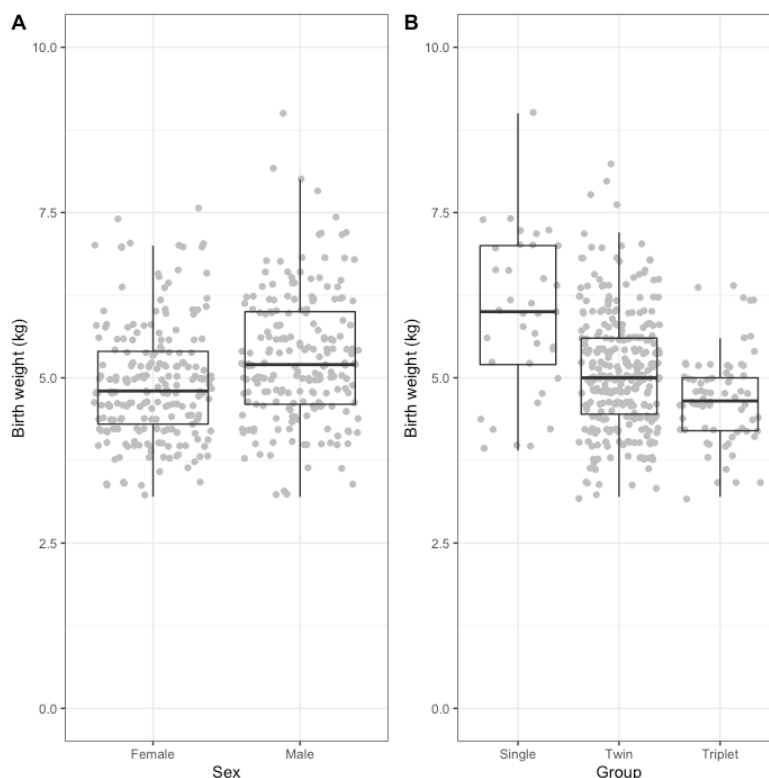 A
10.0
7.5
5.0
2.5
0.0
Birth weight (kg)
Female Male
Sex
B
10.0
7.5
5.0
2.5
0.0
Birth weight (kg)
Single Twin Triplet
Group